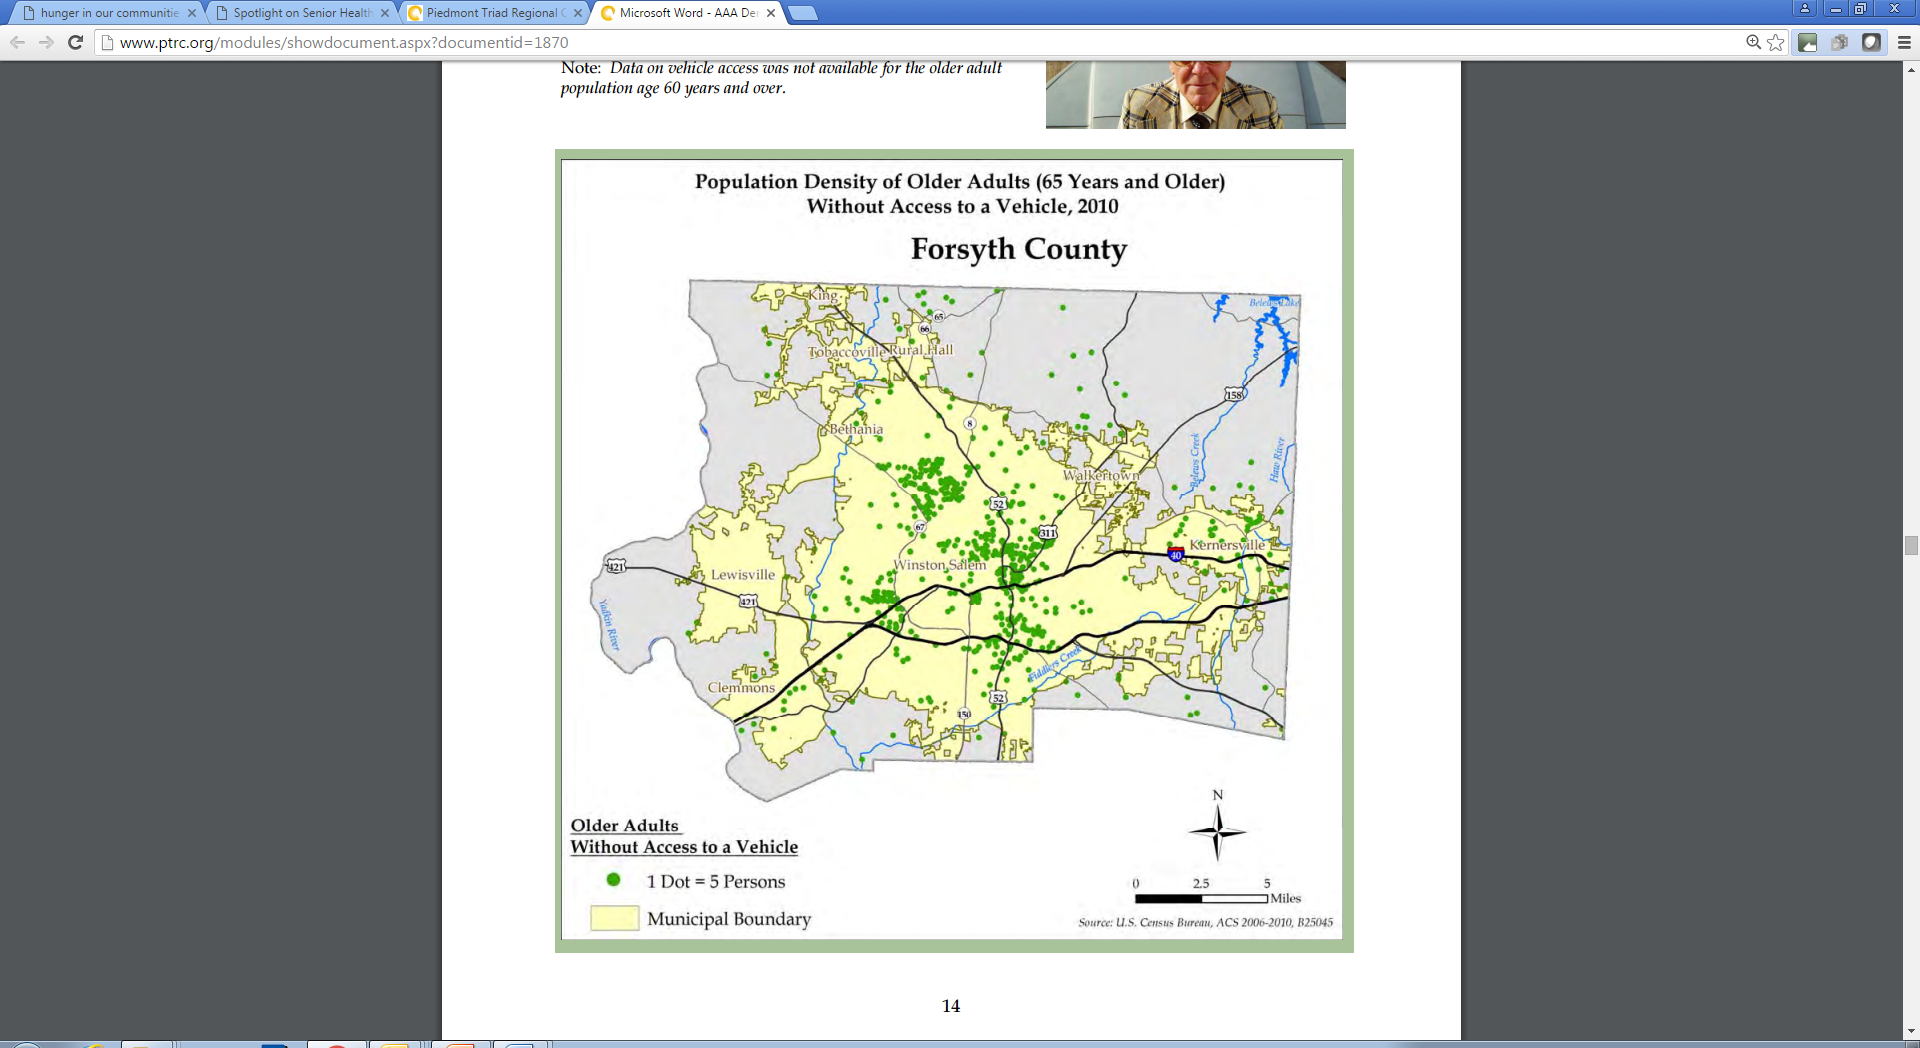 hunger in our communitie
Spotlight on Senior Health
Piedmont Triad Regional C
Microsoft Word - AAA De
www.ptrc.org/modules/showdocument.aspx?documentid=1870
Note: Data on vehicle access was not available for the older adult
population age 60 years and over.
Population Density of Older Adults (65 Years and Older)
Without Access to a Vehicle, 2010
Forsyth County
King
Belews Lake
65
66
Tobaccoville
Rural Hall
158
8
Bethania
Belews Creek
Haw River
Walkertown
52
67
311
Kernersville
40
421
Winston Salem
Lewisville
421
Yadkin River
Fiddlers Creek
Clemmons
52
150
N
Older Adults
Without Access to a Vehicle
1 Dot = 5 Persons
Municipal Boundary
0 2.5 5
Miles
Source: U.S. Census Bureau, ACS 2006-2010, B25045
14